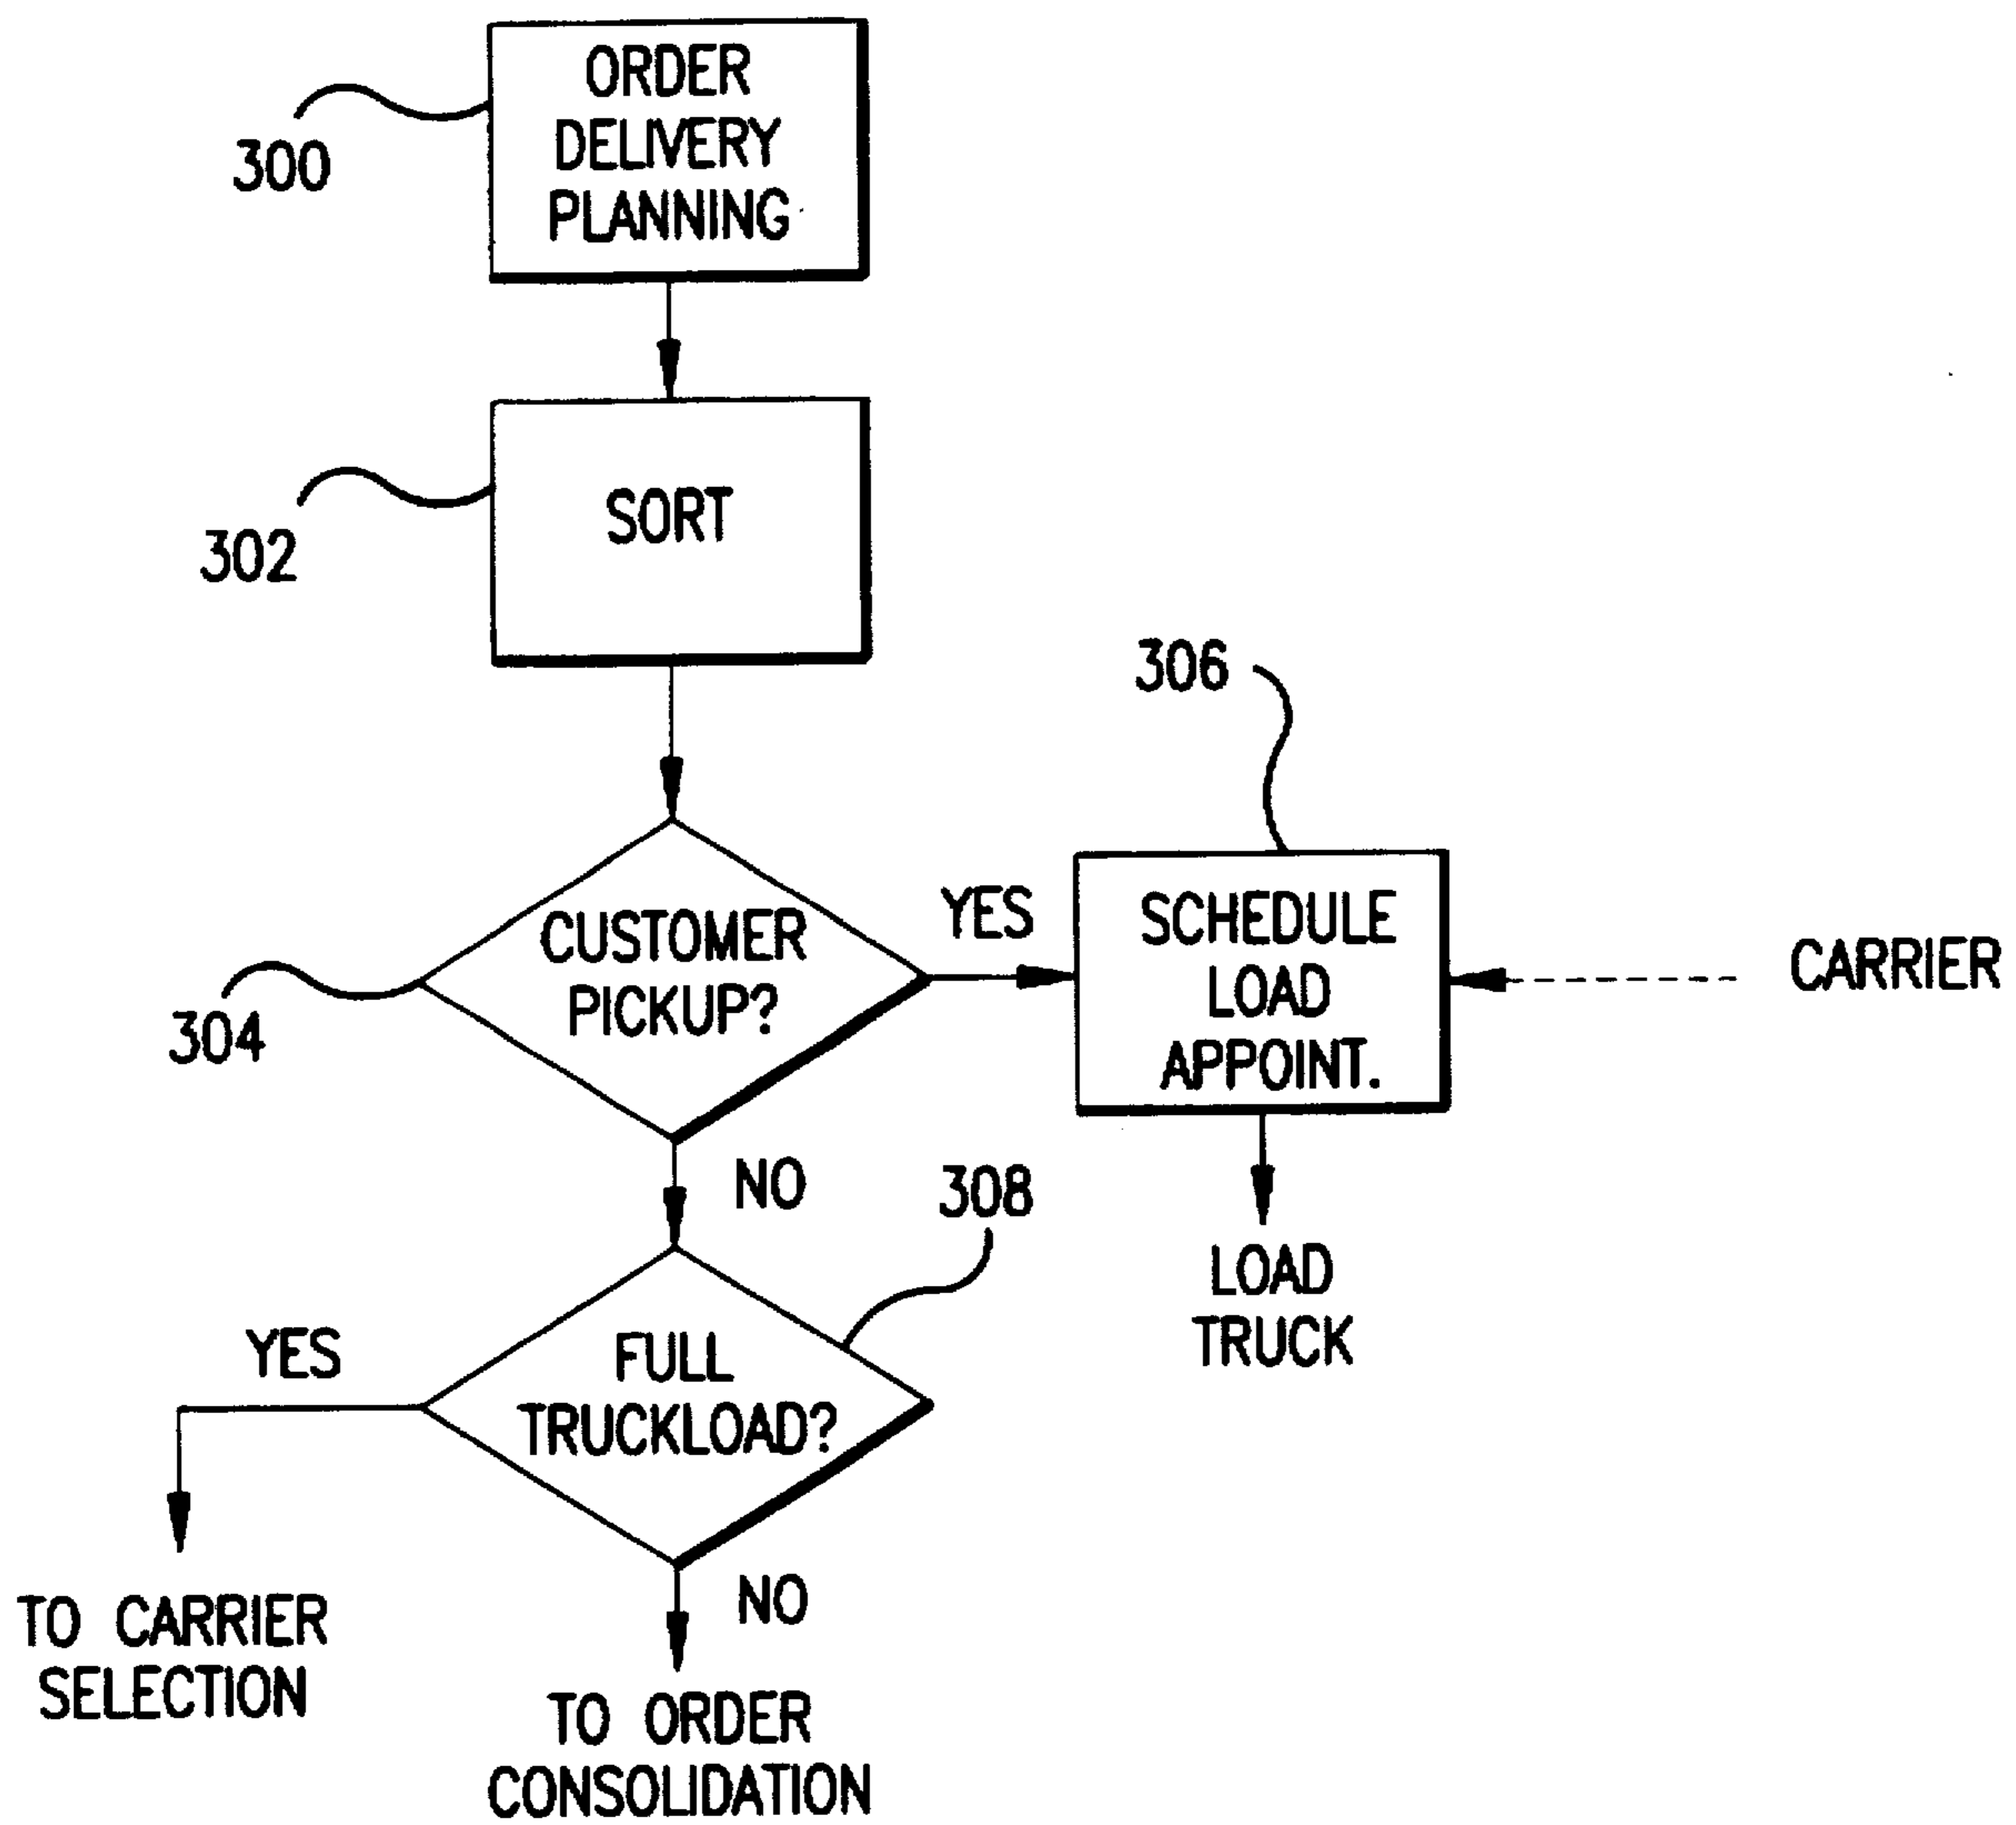 ORDER
DELIVERY
PLANNING
300
SORT
302
306
CUSTOMER
PICKUP?
304
YES
SCHEDULE
LOAD
APPOINT.
CARRIER
NO
308
LOAD
TRUCK
FULL
TRUCKLOAD?
YES
TO CARRIER
SELECTION
NO
TO ORDER
CONSOLIDATION